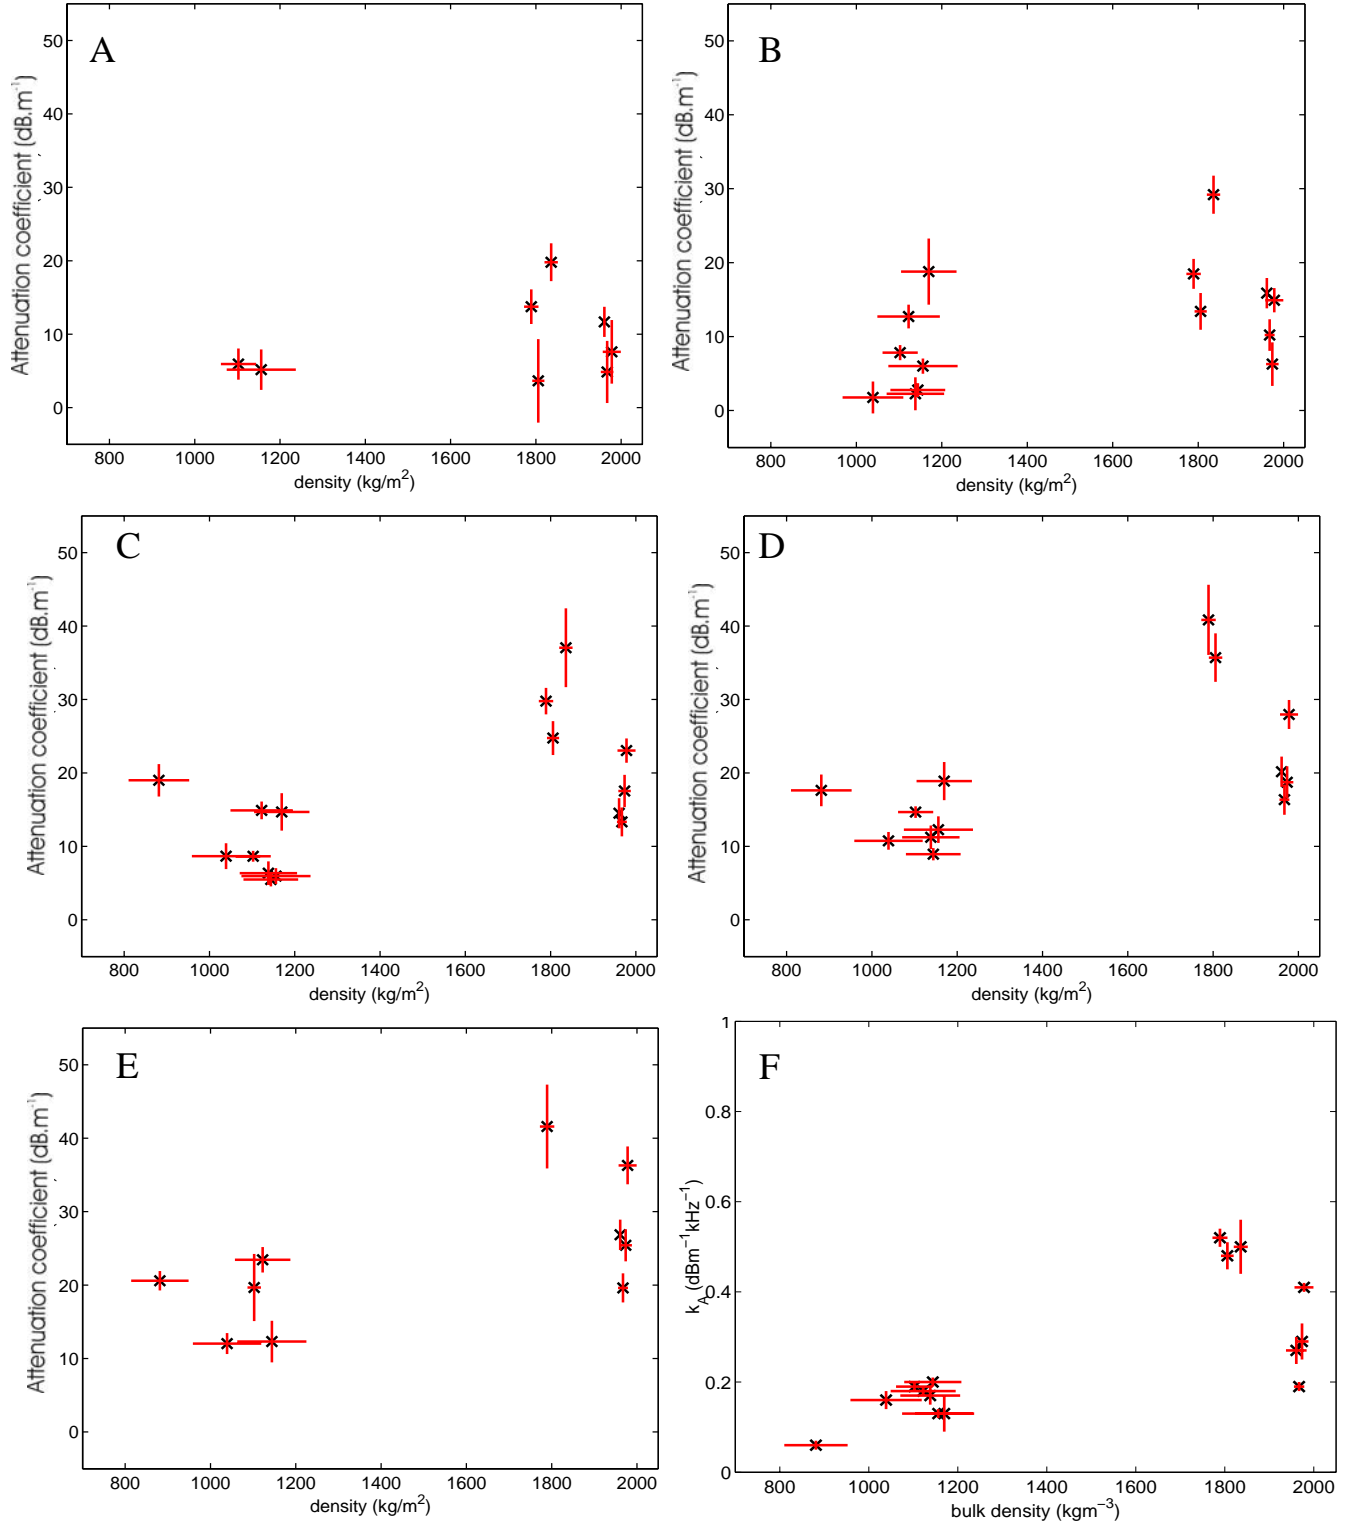 A
50
40
30
20
10
0
800 1000 1200 1400 1600 1800 2000
density (kg/m2)
Attenuation coefficient (dB.m-1)
B
50
40
30
20
10
0
800 1000 1200 1400 1600 1800 2000
density (kg/m2)
Attenuation coefficient (dB.m-1)
C
50
40
30
20
10
0
800 1000 1200 1400 1600 1800 2000
density (kg/m2)
Attenuation coefficient (dB.m-1)
D
50
40
30
20
10
0
800 1000 1200 1400 1600 1800 2000
density (kg/m2)
Attenuation coefficient (dB.m-1)
E
50
40
30
20
10
0
800 1000 1200 1400 1600 1800 2000
density (kg/m2)
Attenuation coefficient (dB.m-1)
F
1
0.8
0.6
0.4
0.2
0
800 1000 1200 1400 1600 1800 2000
bulk density (kgm−3)
kA (dBm−1kHz−1)